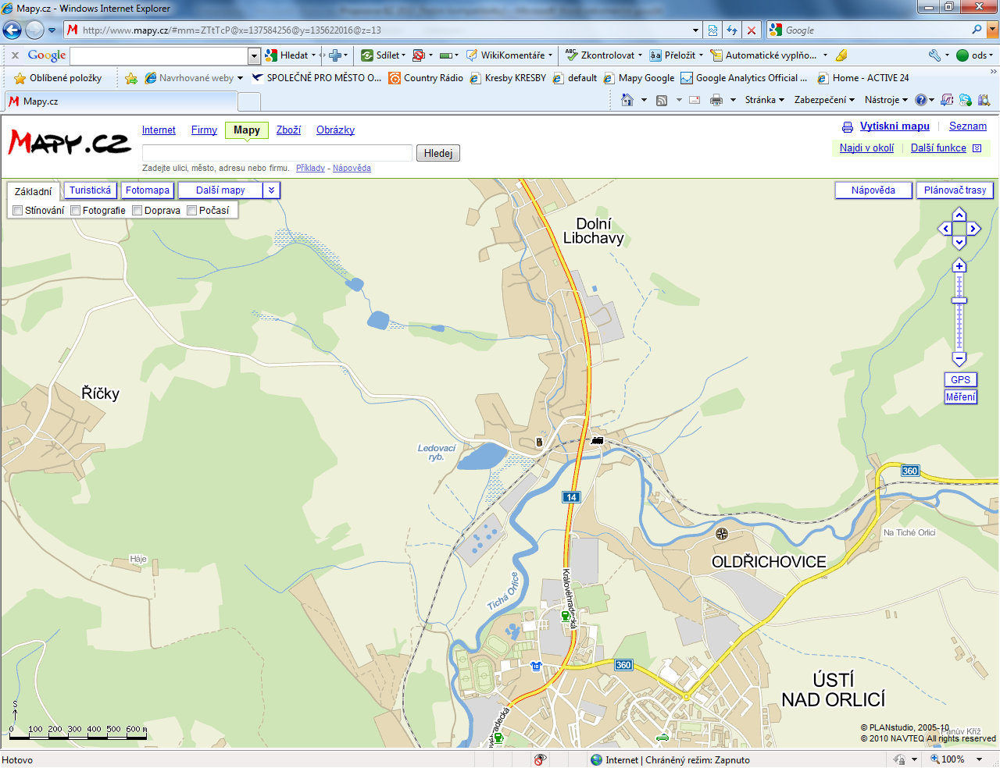 Mapy.cz - Windows Internet Explorer
http://www.mapy.cz/#mm=ZTtTcP@x=137584256@y=135622016@z=13
Google
Google Hledat Sdílet WikiKomentáře ABC Zkontrolovat Přeložit Automatické vyplňo... ods
Oblíbené položky Navrhované weby SPOLEČNĚ PRO MĚSTO O... Country Rádio Kresby KRESBY default Mapy Google Google Analytics Official ... Home - ACTIVE 24
Mapy.cz
Stránka Zabezpečení Nástroje
MAPY.CZ
Internet Firmy Mapy Zboží Obrázky
Vytiskni mapu Seznam
Hledej
Najdi v okolí Další funkce
Zadejte ulici, město, adresu nebo firmu. Příklady - Nápověda
Základní Turistická Fotomapa Další mapy
Nápověda Plánovač trasy
Stínování Fotografie Doprava Počasí
Dolní
Libchavy
GPS
Měření
Říčky
Ledovací
ryb.
360
14
Na Tiché Orlici
Háje
OLDŘICHOVICE
Královéhradecká
Tichá Orlice
360
10
ÚSTÍ
NAD ORLICÍ
S
véhradecká
0 100 200 300 400 500 600 m
© PLANstudio, 2005-10
Panův Kříž
© 2010 NAVTEQ All rights reserved
Hotovo
Internet | Chráněný režim: Zapnuto
100%